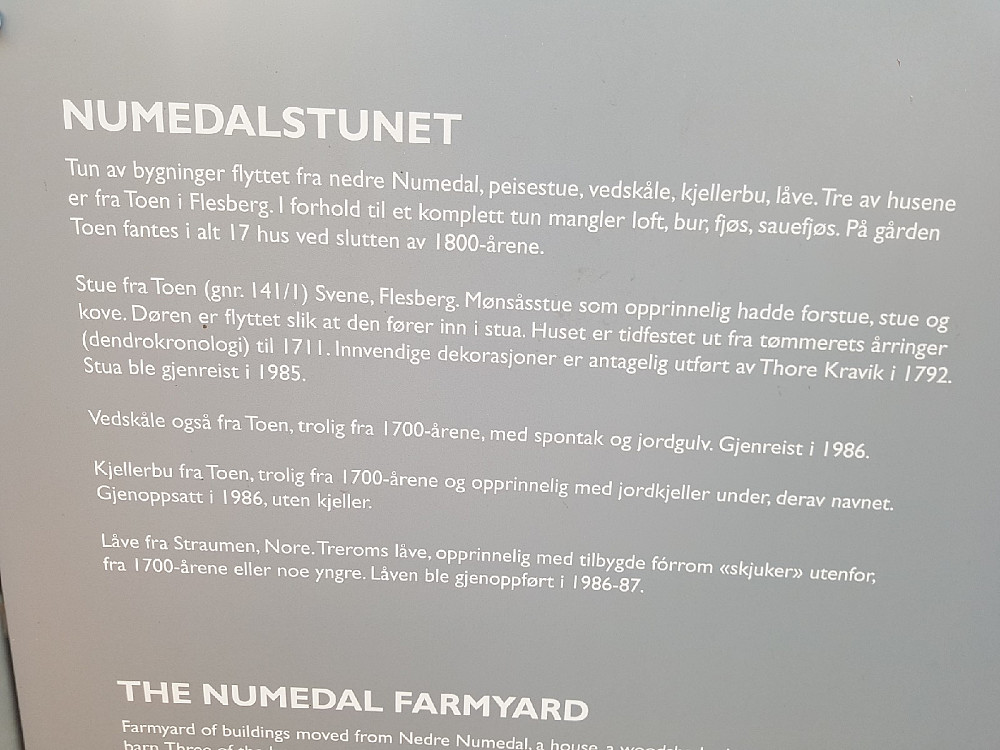 NUMEDALSTUNET
Tun av bygninger flyttet fra nedre Numedal, peisestue, vedskåle, kjellerbu, låve. Tre av husene
er fra Toen i Flesberg. I forhold til et komplett tun mangler loft, bur, fjøs, sauefjøs. På gården
Toen fantes i alt 17 hus ved slutten av 1800-årene.
Stue fra Toen (gnr. 141/1) Svene, Flesberg. Mønsåsstue som opprinnelig hadde forstue, stue og
kove. Døren er flyttet slik at den fører inn i stua. Huset er tidfestet ut fra tømmerets årringer
(dendrokronologi) til 1711. Innvendige dekorasjoner er antagelig utført av Thore Kravik i 1792.
Stua ble gjenreist i 1985.
Vedskåle også fra Toen, trolig fra 1700-årene, med spontak og jordgulv. Gjenreist i 1986.
Kjellerbu fra Toen, trolig fra 1700-årene og opprinnelig med jordkjeller under, derav navnet.
Gjenoppsatt i 1986, uten kjeller.
Låve fra Straumen, Nore. Treroms låve, opprinnelig med tilbygde fórrom «skjuker» utenfor,
fra 1700-årene eller noe yngre. Låven ble gjenoppført i 1986-87.
THE NUMEDAL FARMYARD
Farmyard of buildings moved from Nedre Numedal, a house, a
barn Three of the